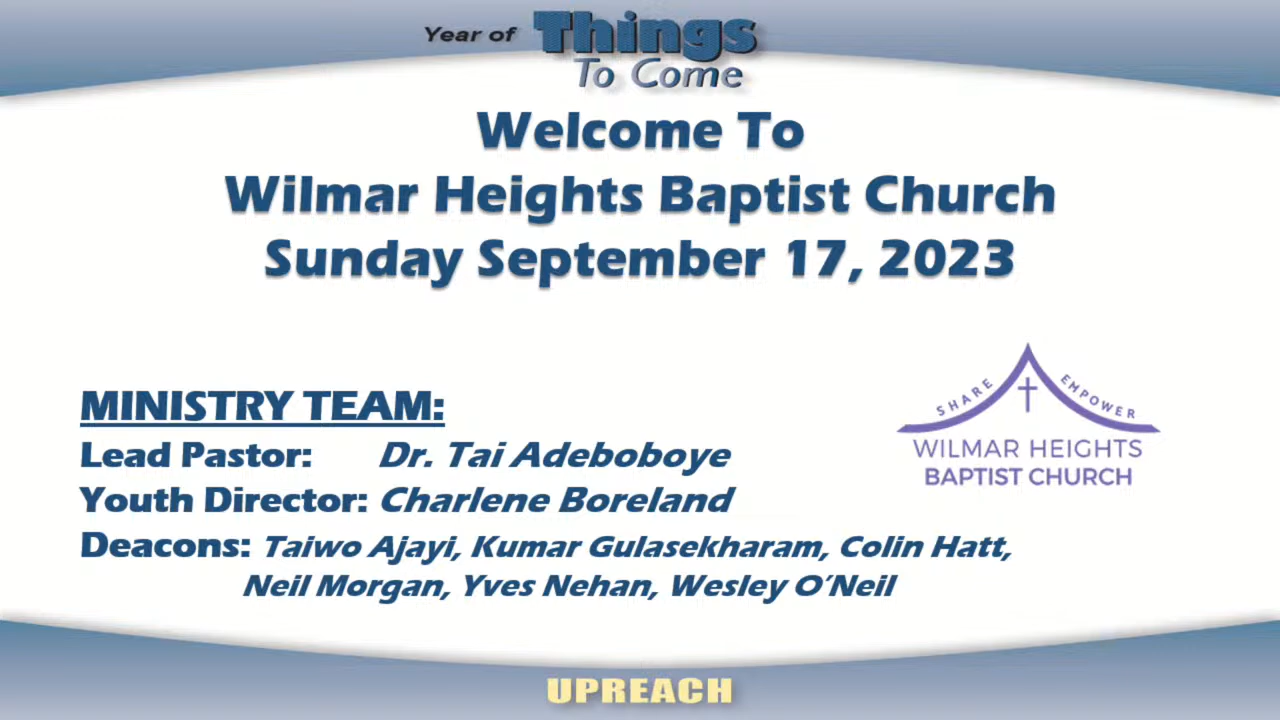 Year of Things
To Come
Welcome To
Wilmar Heights Baptist Church
Sunday September 17, 2023
SHARE EMPOWER
WILMAR HEIGHTS
BAPTIST CHURCH
MINISTRY TEAM:
Lead Pastor: Dr. Tai Adeboboye
Youth Director: Charlene Boreland
Deacons: Taiwo Ajayi, Kumar Gulasekharam, Colin Hatt,
Neil Morgan, Yves Nehan, Wesley O'Neil
UPREACH